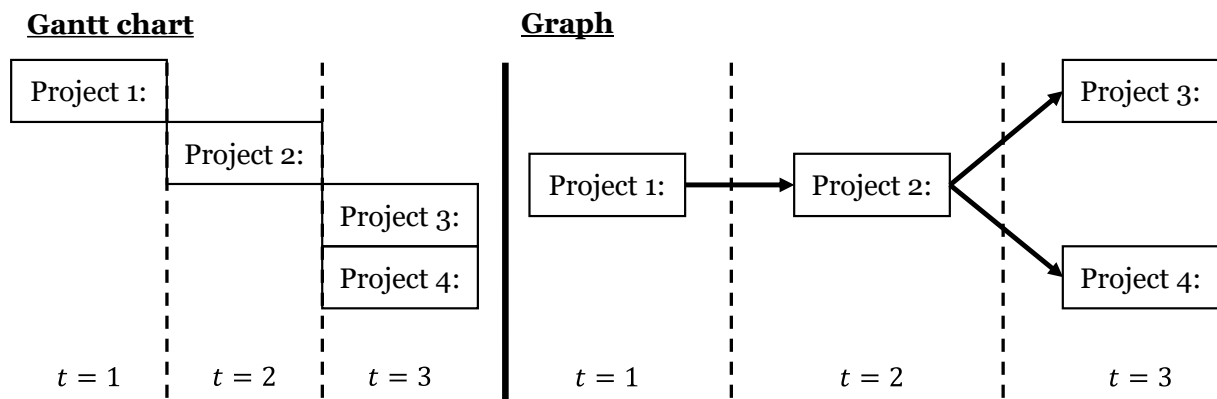 Gantt chart
Project 1:
Project 2:
Project 3:
Project 4:
t = 1
t = 2
t = 3
Graph
Project 1:
Project 2:
Project 3:
Project 4:
t = 1
t = 2
t = 3